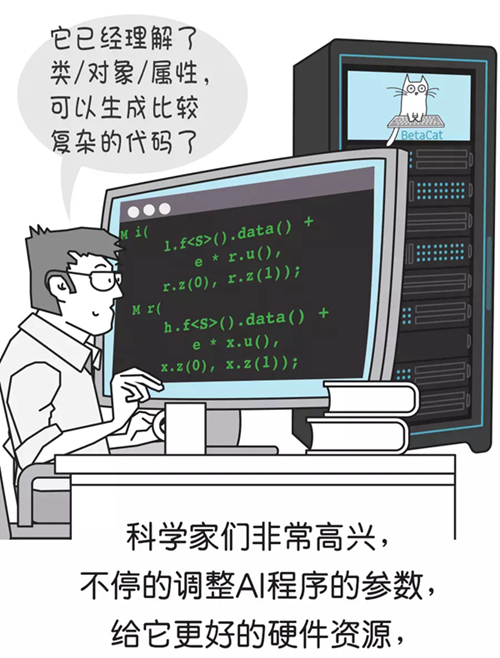 它已经理解了
类/对象/属性，
可以生成比较
复杂的代码了
BetaCat
M i(
l.f<S>().data() +
e * r.u(),
r.z(0), r.z(1));
M r(
h.f<S>().data() +
e * x.u(),
x.z(0), x.z(1));
科学家们非常高兴，
不停的调整AI程序的参数，
给它更好的硬件资源，